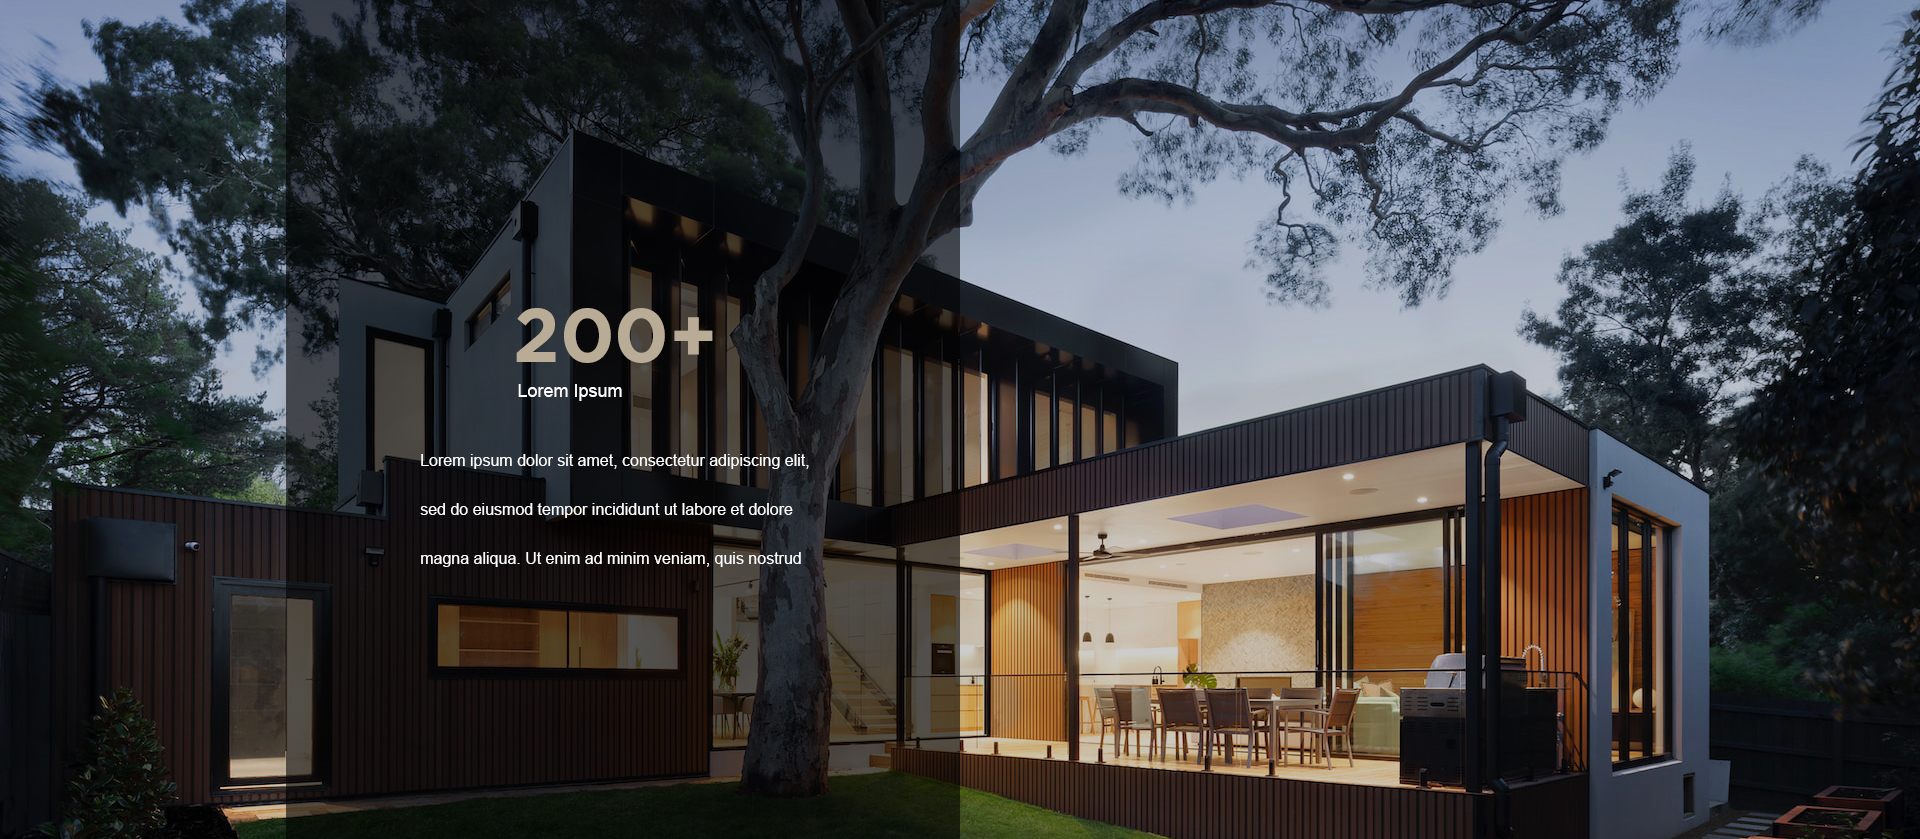 200+
Lorem Ipsum
Lorem ipsum dolor sit amet, consectetur adipiscing elit,
sed do eiusmod tempor incididunt ut labore et dolore
magna aliqua. Ut enim ad minim veniam, quis nostrud